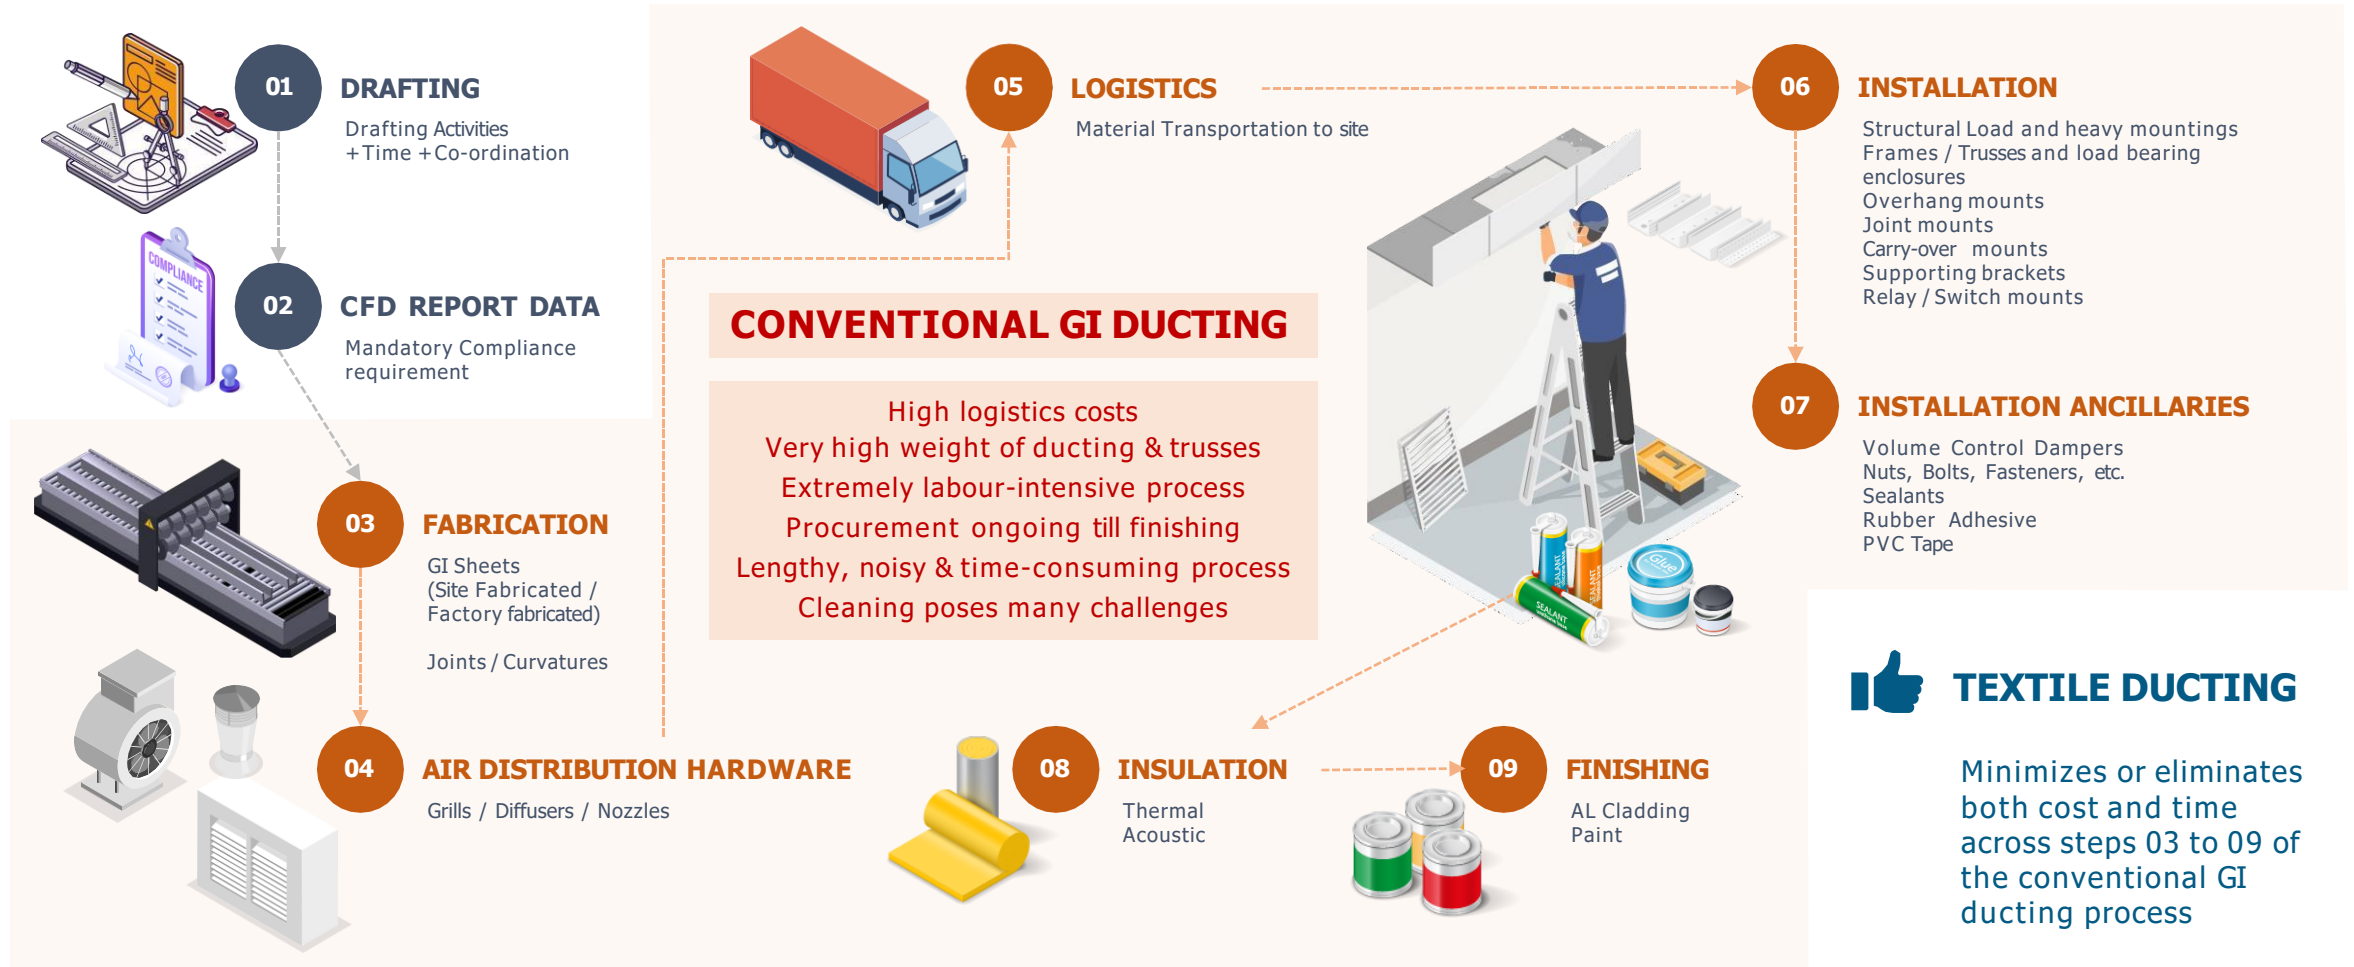 01
DRAFTING
Drafting Activities
+Time +Co-ordination
COMPLIANCE
02
CFD REPORT DATA
Mandatory Compliance
requirement
03
FABRICATION
GI Sheets
(Site Fabricated /
Factory fabricated)
Joints / Curvatures
04
AIR DISTRIBUTION HARDWARE
Grills / Diffusers / Nozzles
05
LOGISTICS
Material Transportation to site
CONVENTIONAL GI DUCTING
High logistics costs
Very high weight of ducting & trusses
Extremely labour-intensive process
Procurement ongoing till finishing
Lengthy, noisy & time-consuming process
Cleaning poses many challenges
06
INSTALLATION
Structural Load and heavy mountings
Frames / Trusses and load bearing
enclosures
Overhang mounts
Joint mounts
Carry-over mounts
Supporting brackets
Relay / Switch mounts
07
INSTALLATION ANCILLARIES
Volume Control Dampers
Nuts, Bolts, Fasteners, etc.
Sealants
Rubber Adhesive
PVC Tape
SEALANT
SEALANT
SEALANT
Glue
08
INSULATION
Thermal
Acoustic
09
FINISHING
AL Cladding
Paint
TEXTILE DUCTING
Minimizes or eliminates
both cost and time
across steps 03 to 09 of
the conventional GI
ducting process